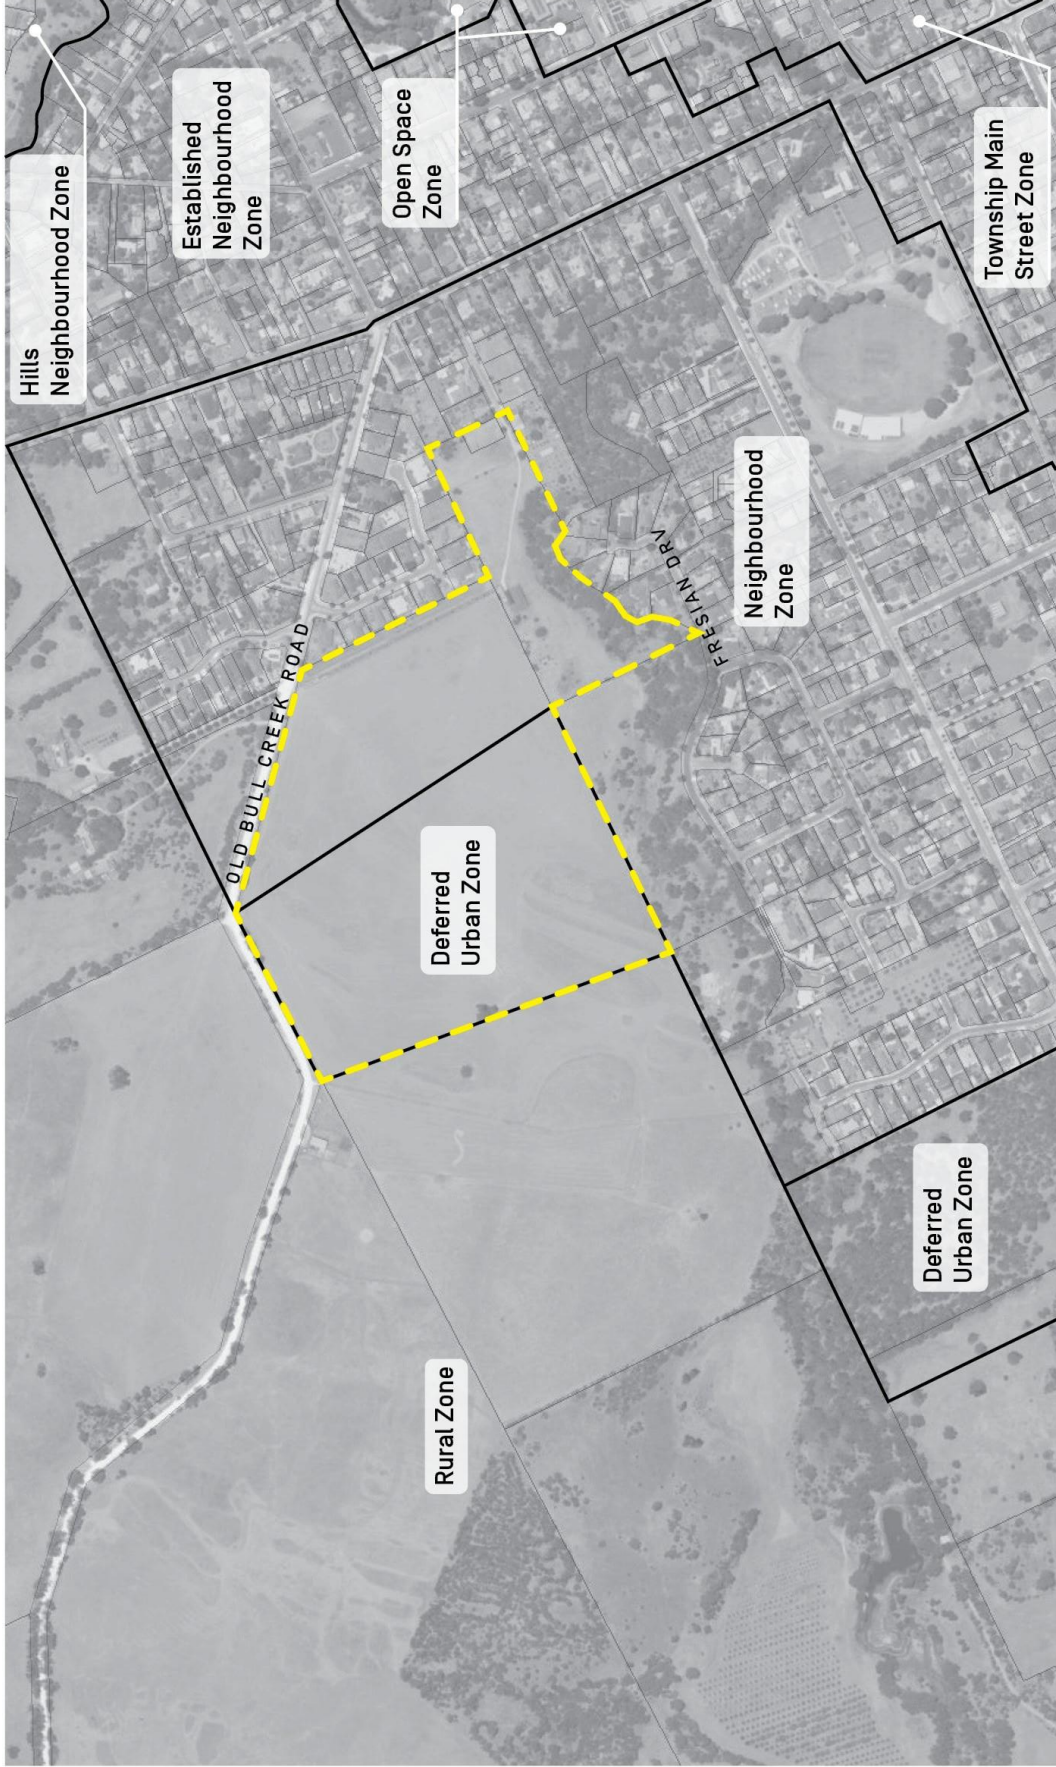 Hills
Neighbourhood Zone
Established
Neighbourhood
Zone
Open Space
Zone
Township Main
Street Zone
OLD BULL CREEK ROAD
FRESIAN DRV
Neighbourhood
Zone
Deferred
Urban Zone
Deferred
Urban Zone
Rural Zone